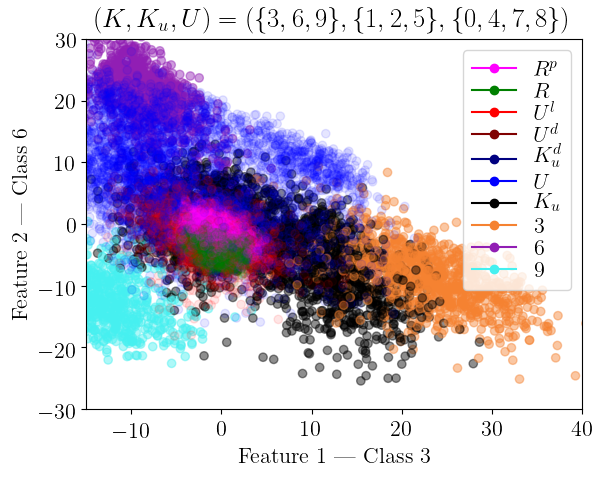 (K, K_u, U) = ({3, 6, 9}, {1, 2, 5}, {0, 4, 7, 8})
30
20
10
0
−10
−20
−30
Feature 2 — Class 6
R^p
R
U^l
U^d
K_u^d
U
K_u
3
6
9
−10
0
10
20
30
40
Feature 1 — Class 3